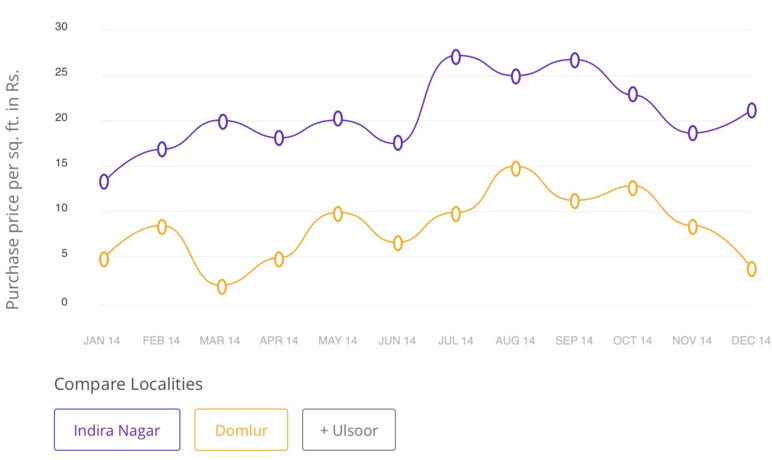 Purchase price per sq. ft. in Rs.
30
25
20
15
10
5
0
JAN 14 FEB 14 MAR 14 APR 14 MAY 14 JUN 14 JUL 14 AUG 14 SEP 14 OCT 14 NOV 14 DEC 14
Compare Localities
Indira Nagar Domlur + Ulsoor